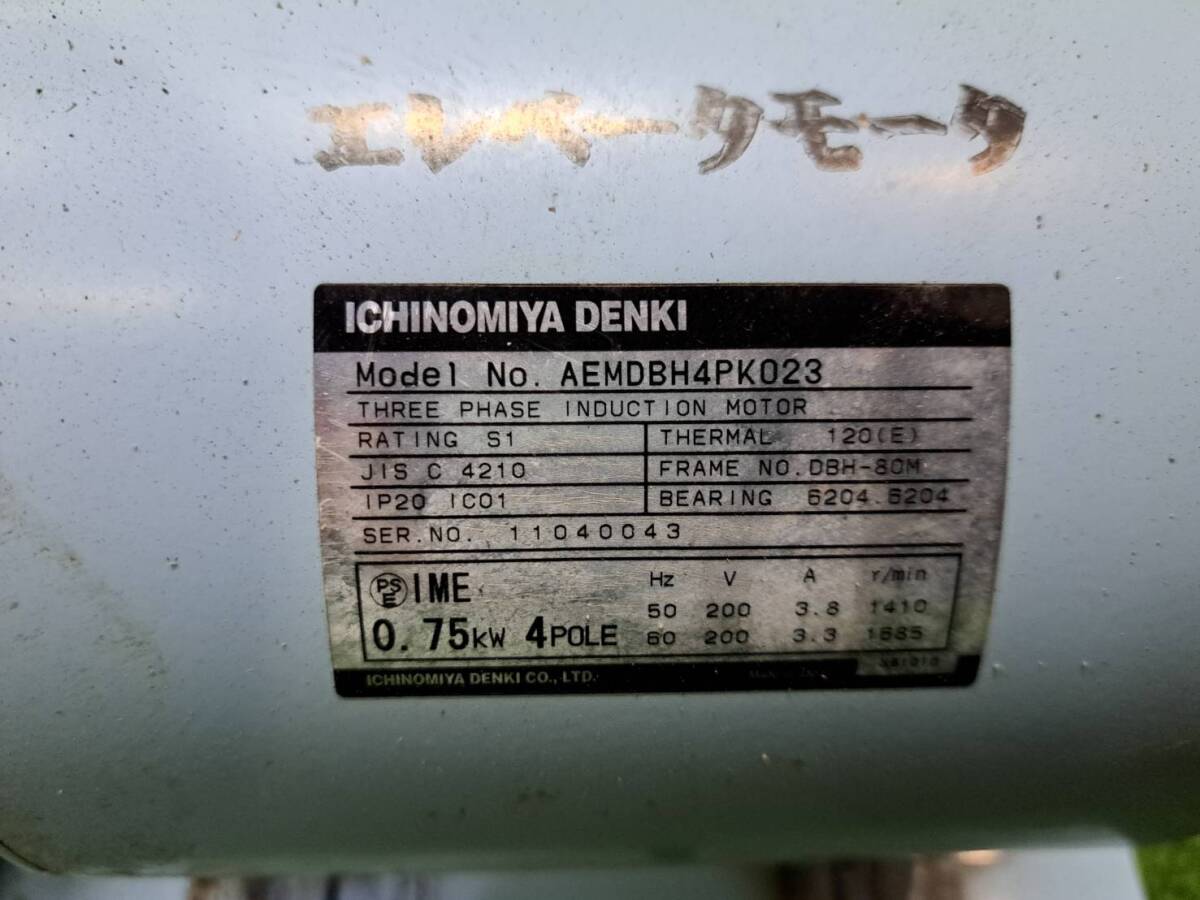 エレベータモータ
ICHINOMIYA DENKI
Model No. AEMDBH4PK023
THREE PHASE INDUCTION MOTOR
RATING S1 THERMAL 120(E)
JIS C 4210 FRAME NO. DBH-80M
IP20 IC01 BEARING 6204.6204
SER.NO. 11040043
PSE IME Hz V A r/min
50 200 3.8 1410
0.75kW 4POLE 60 200 3.3 1685
ICHINOMIYA DENKI CO., LTD.